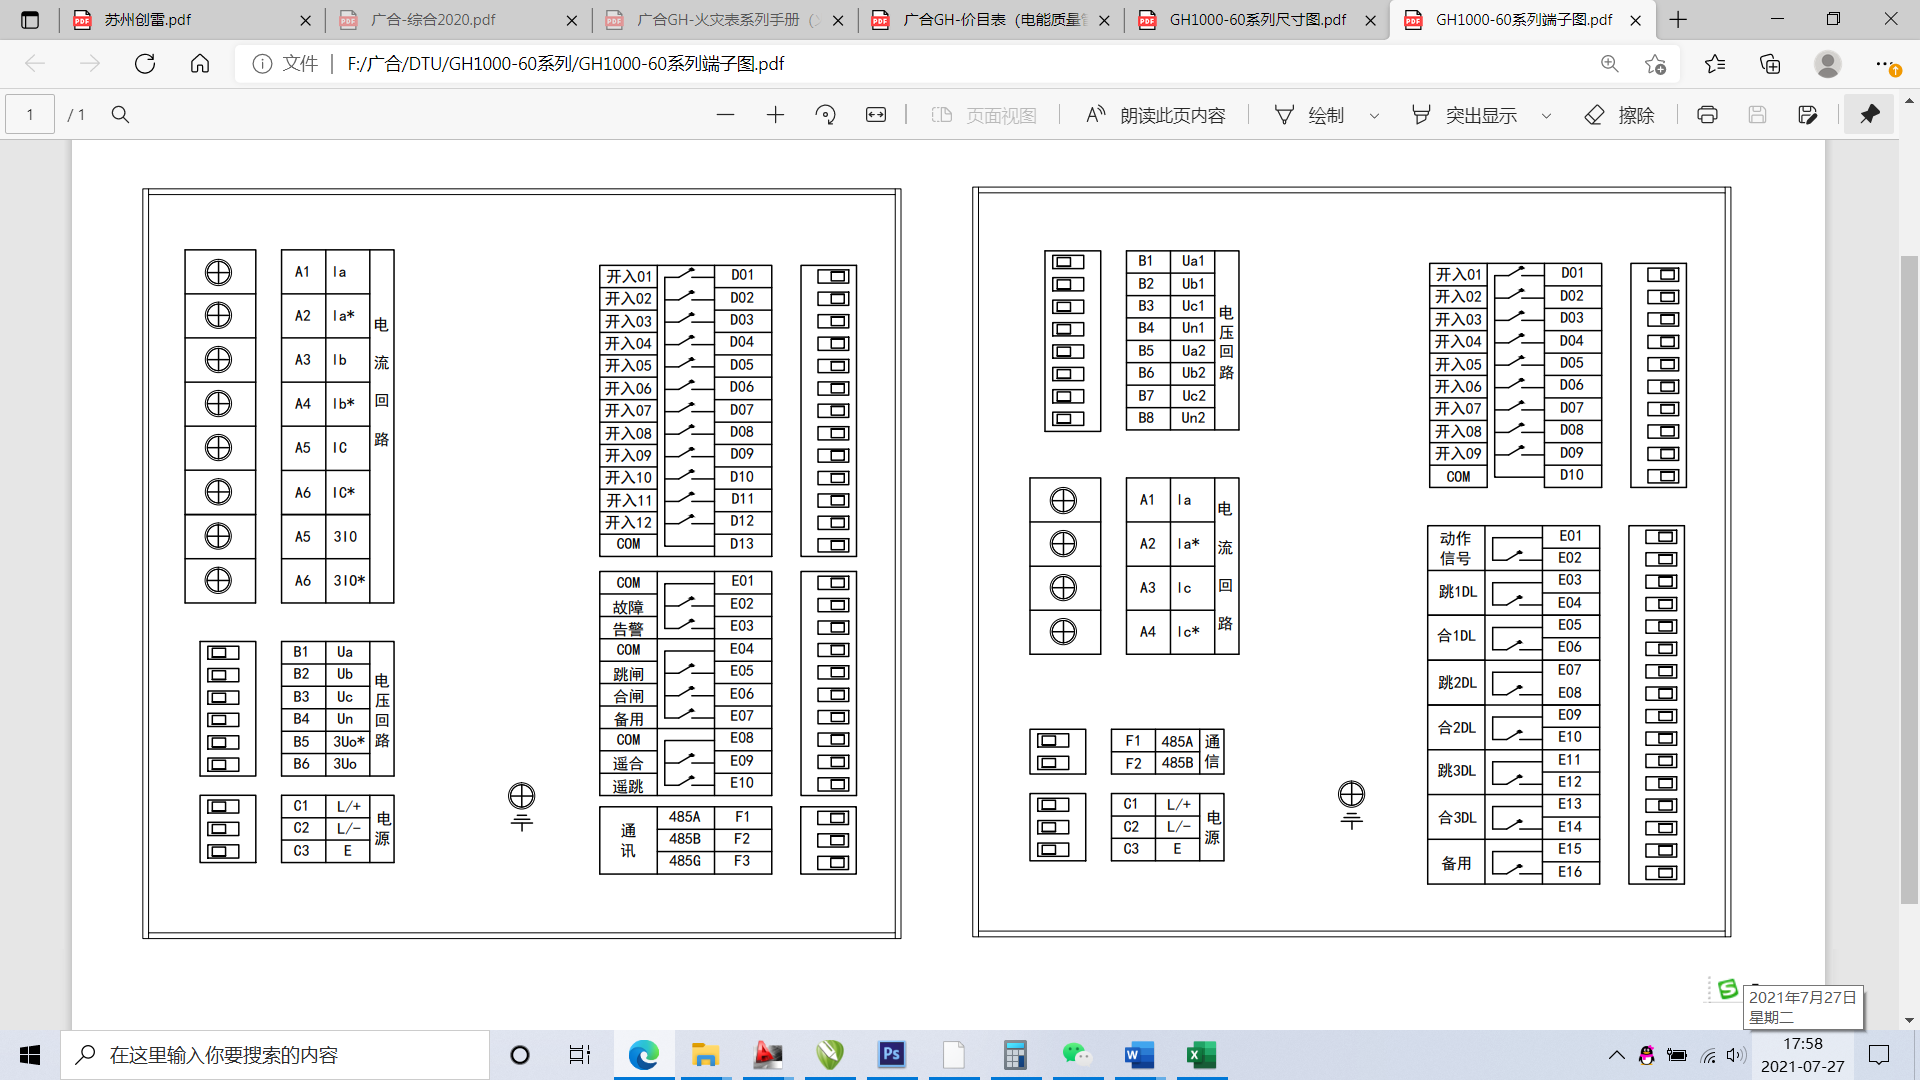 苏州创雷.pdf
广合-综合2020.pdf
广合GH-火灾表系列手册
广合GH-价目表（电能质量
GH1000-60系列尺寸图.pdf
GH1000-60系列端子图.pdf
文件
F:/广合/DTU/GH1000-60系列/GH1000-60系列端子图.pdf
1 / 1
页面视图
朗读此页内容
绘制
突出显示
擦除
A1 Ia
A2 Ia*
A3 Ib
A4 Ib*
A5 IC
A6 IC*
A5 3I0
A6 3I0*
电流回路
B1 Ua
B2 Ub
B3 Uc
B4 Un
B5 3Uo*
B6 3Uo
电压回路
C1 L/+
C2 L/-
C3 E
电源
开入01 D01
开入02 D02
开入03 D03
开入04 D04
开入05 D05
开入06 D06
开入07 D07
开入08 D08
开入09 D09
开入10 D10
开入11 D11
开入12 D12
COM D13
COM E01
故障 E02
告警 E03
COM E04
跳闸 E05
合闸 E06
备用 E07
COM E08
遥合 E09
遥跳 E10
通讯
485A F1
485B F2
485G F3
B1 Ua1
B2 Ub1
B3 Uc1
B4 Un1
B5 Ua2
B6 Ub2
B7 Uc2
B8 Un2
电压回路
A1 Ia
A2 Ia*
A3 Ic
A4 Ic*
电流回路
F1 485A
F2 485B
通信
C1 L/+
C2 L/-
C3 E
电源
开入01 D01
开入02 D02
开入03 D03
开入04 D04
开入05 D05
开入06 D06
开入07 D07
开入08 D08
开入09 D09
COM D10
动作信号 E01
E02
跳1DL E03
E04
合1DL E05
E06
跳2DL E07
E08
合2DL E09
E10
跳3DL E11
E12
合3DL E13
E14
备用 E15
E16
2021年7月27日
星期二
在这里输入你要搜索的内容
Ps
17:58
2021-07-27